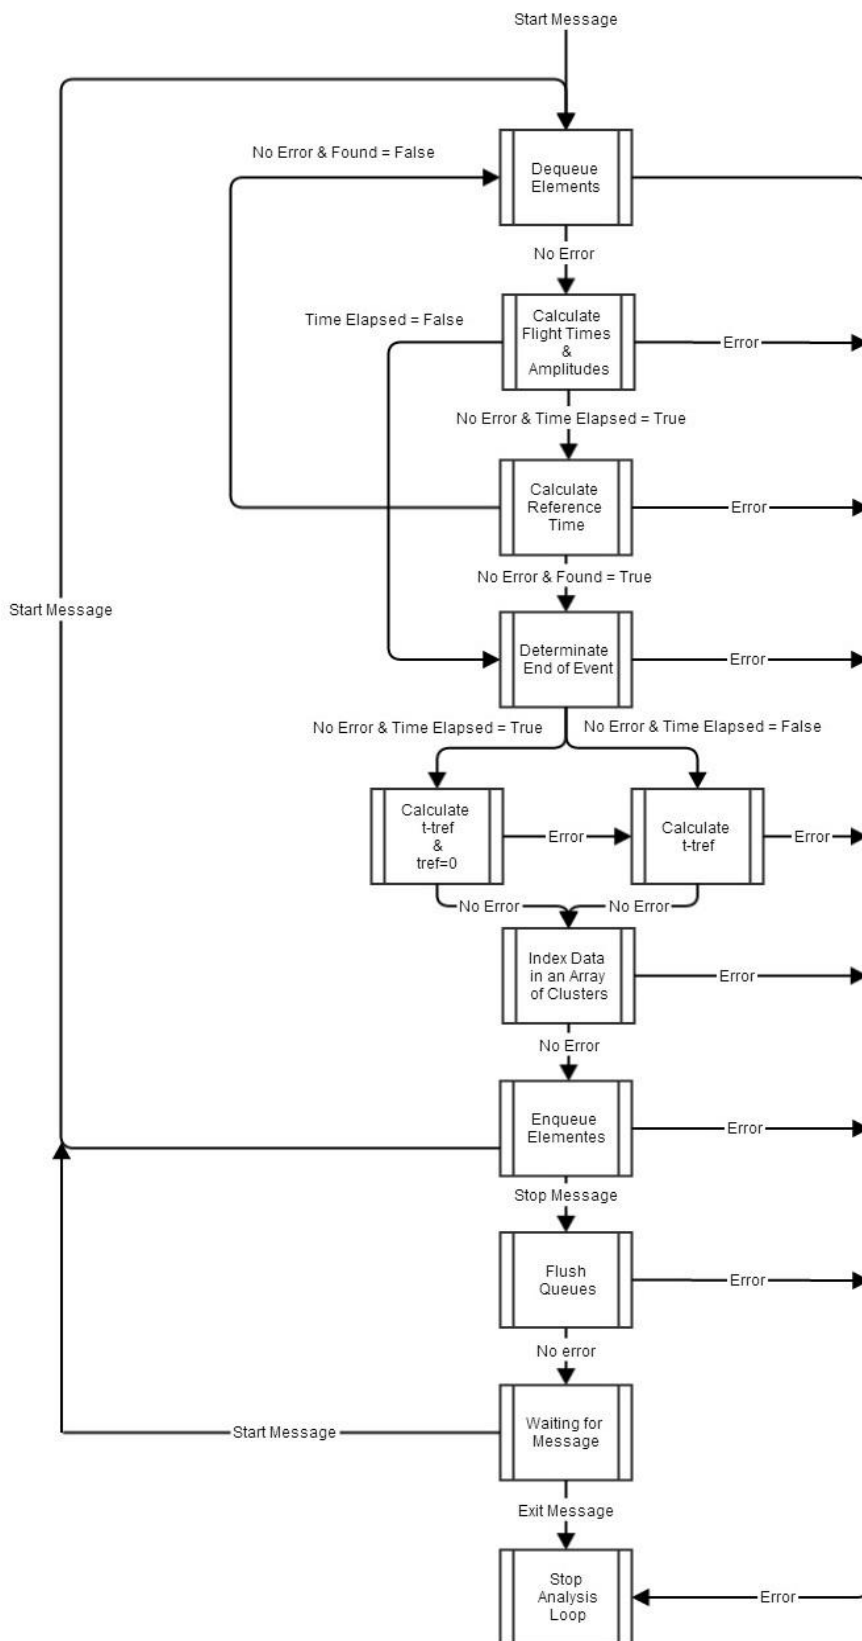 Start Message
No Error & Found = False
Dequeue
Elements
No Error
Time Elapsed = False
Calculate
Flight Times
&
Amplitudes
Error
No Error & Time Elapsed = True
Calculate
Reference
Time
Error
No Error & Found = True
Start Message
Determinate
End of Event
Error
No Error & Time Elapsed = True
No Error & Time Elapsed = False
Calculate
t-tref
&
tref=0
Error
Calculate
t-tref
Error
No Error
No Error
Index Data
in an Array
of Clusters
Error
No Error
Enqueue
Elementes
Error
Stop Message
Flush
Queues
Error
No error
Waiting for
Message
Start Message
Exit Message
Stop
Analysis
Loop
Error